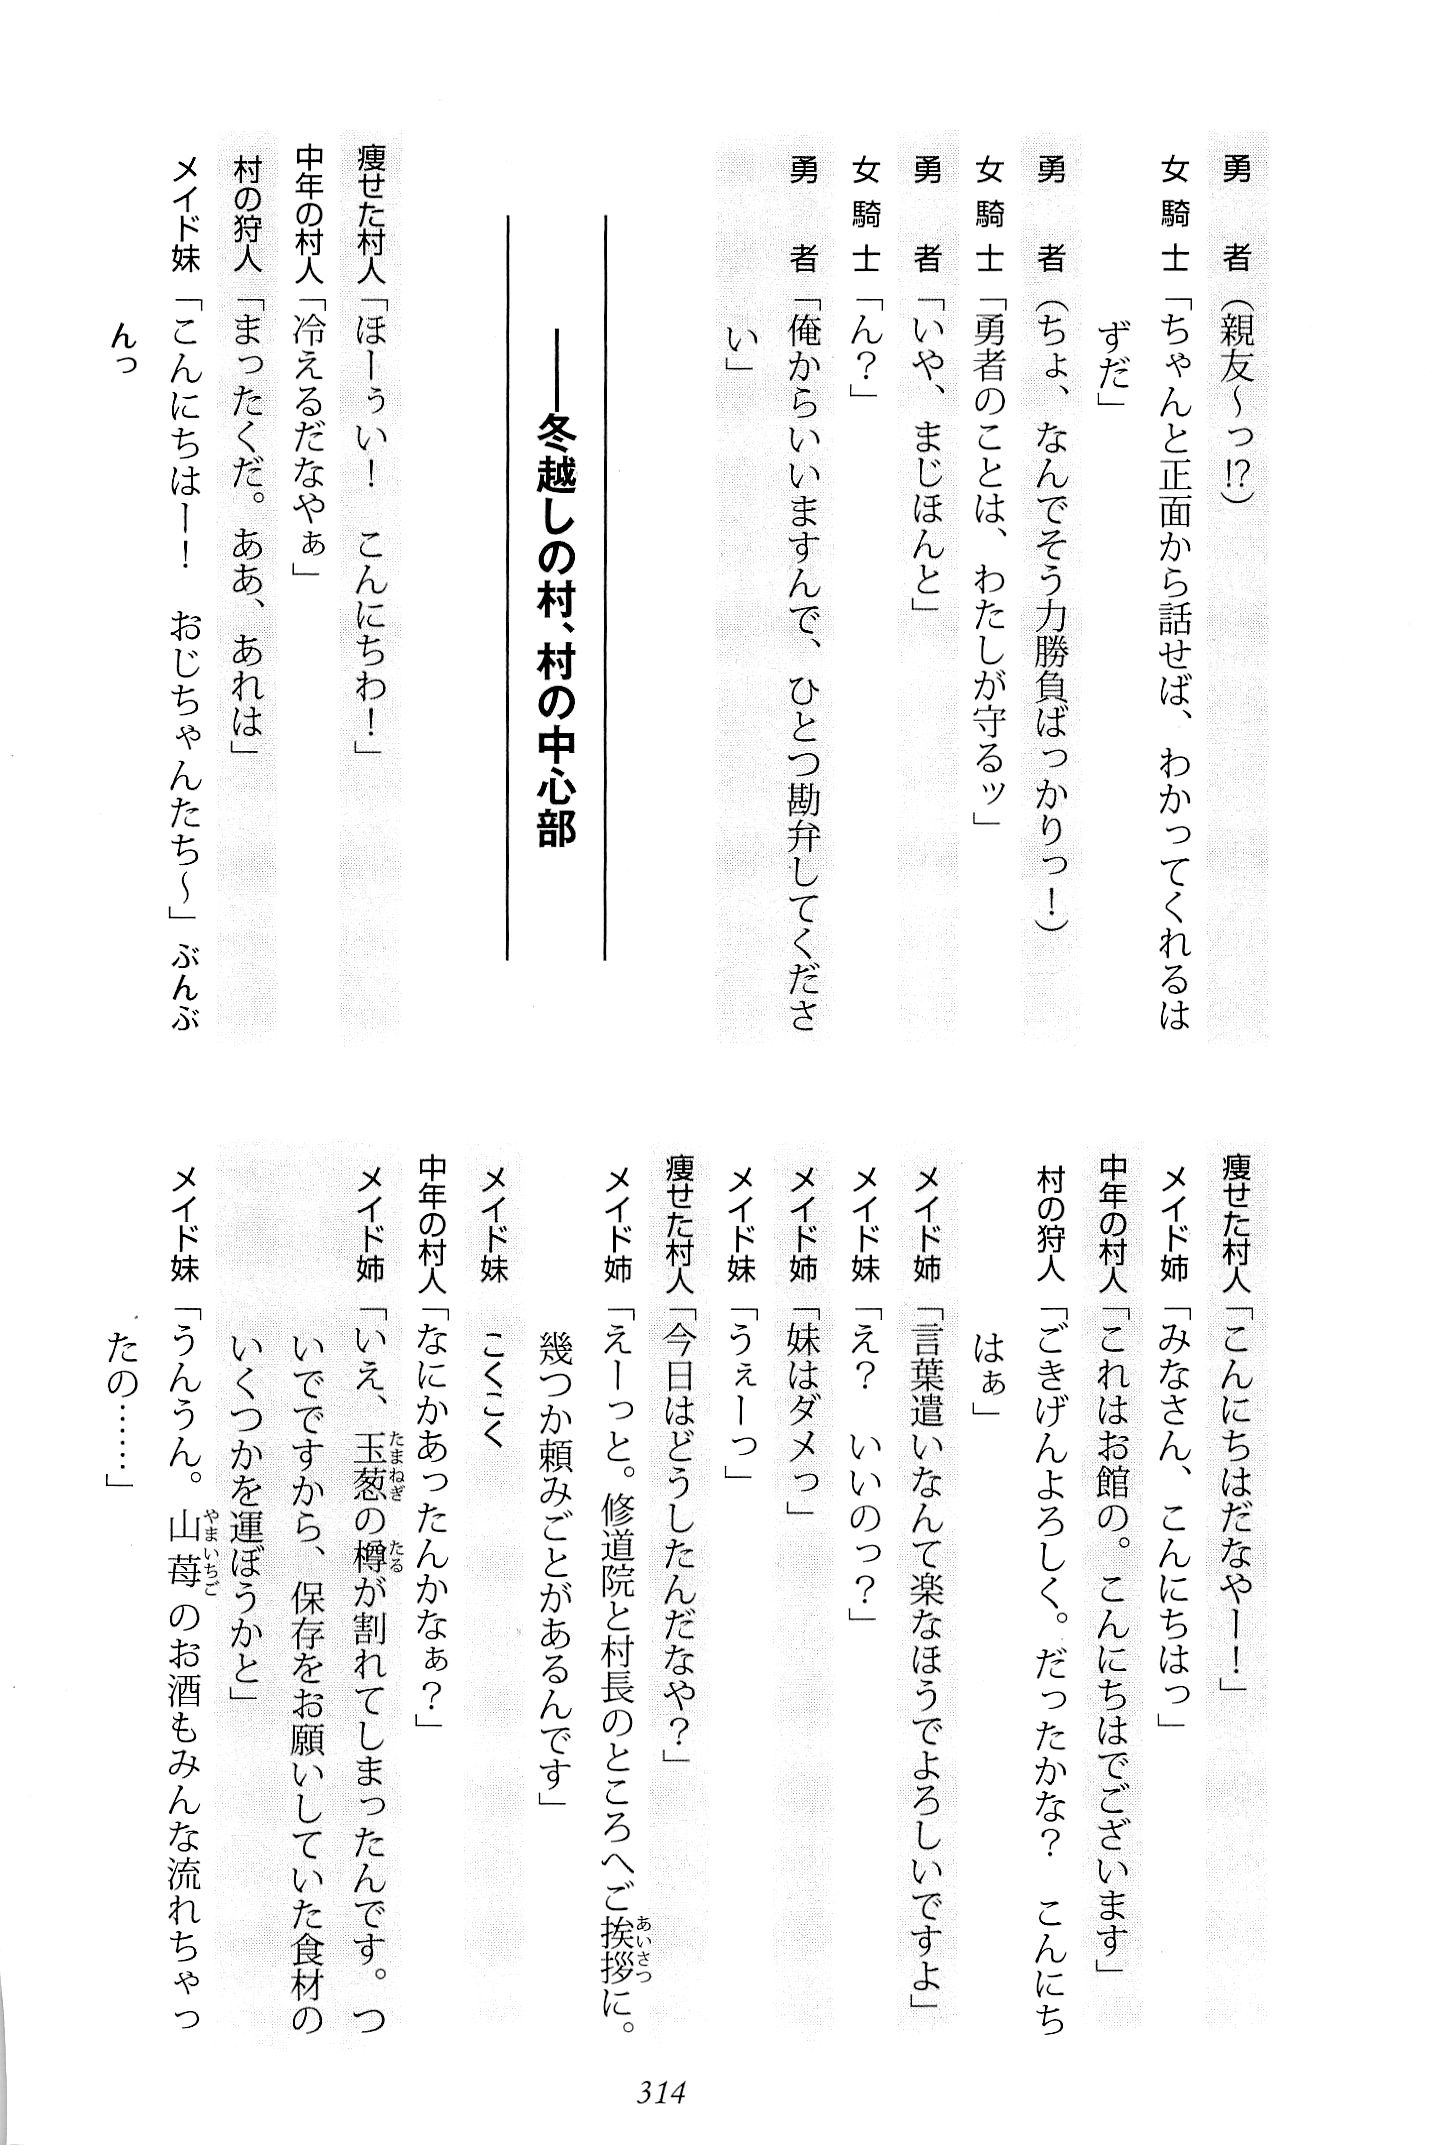 勇者（親友～っ!?）
女騎士「ちゃんと正面から話せば、わかってくれるは
ずだ」
勇者（ちょ、なんでそう力勝負ばっかりっ！）
女騎士「勇者のことは、わたしが守るッ」
勇者「いや、まじほんと」
女騎士「ん？」
勇者「俺からいいますんで、ひとつ勘弁してくださ
い」
――冬越しの村、村の中心部
痩せた村人「ほーぅい！　こんにちわ！」
中年の村人「冷えるだなやぁ」
村の狩人「まったくだ。ああ、あれは」
メイド妹「こんにちはー！　おじちゃんたち～」ぶんぶ
んっ
痩せた村人「こんにちはだなやー！」
メイド姉「みなさん、こんにちはっ」
中年の村人「これはお館の。こんにちはでございます」
村の狩人「ごきげんよろしく。だったかな？　こんにち
はぁ」
メイド姉「言葉遣いなんて楽なほうでよろしいですよ」
メイド妹「え？　いいのっ？」
メイド姉「妹はダメっ」
メイド妹「うぇーっ」
痩せた村人「今日はどうしたんだなや？」
メイド姉「えーっと。修道院と村長のところへご挨拶あいさつに。
幾つか頼みごとがあるんです」
メイド妹　こくこく
中年の村人「なにかあったんかなぁ？」
メイド姉「いえ、玉葱たまねぎの樽たるが割れてしまったんです。つ
いでですから、保存をお願いしていた食材の
いくつかを運ぼうかと」
メイド妹「うんうん。山苺やまいちごのお酒もみんな流れちゃっ
たの……」
314